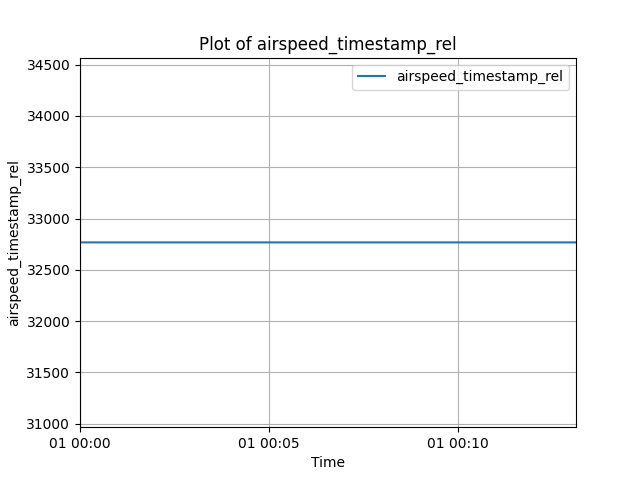 Plot of airspeed_timestamp_rel
airspeed_timestamp_rel
34500
34000
33500
33000
32500
32000
31500
31000
airspeed_timestamp_rel
01 00:00
01 00:05
01 00:10
Time